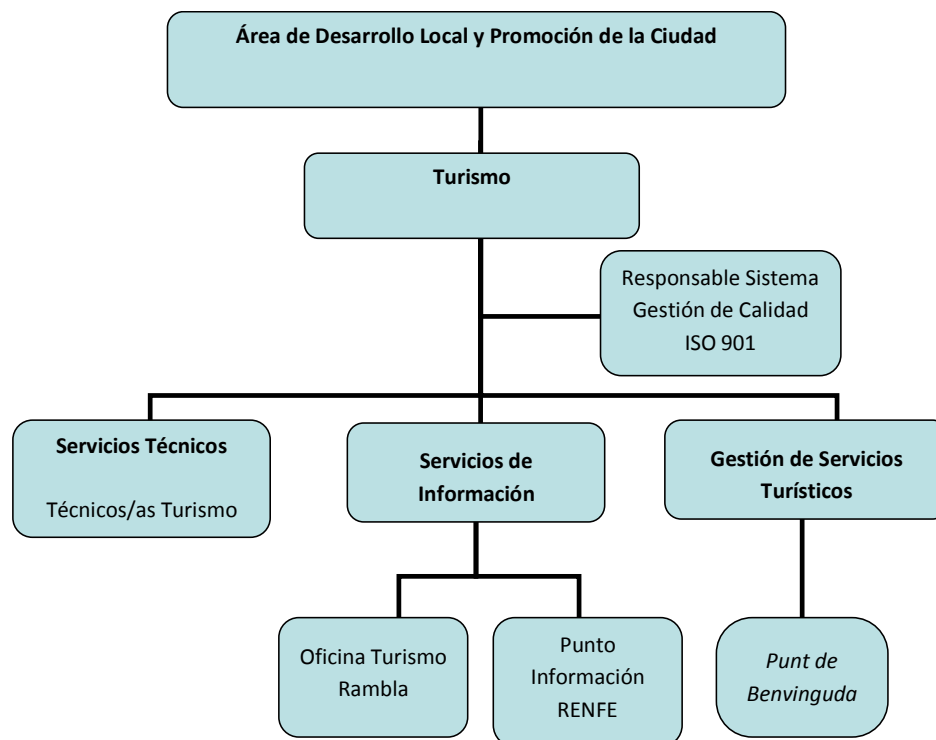 Área de Desarrollo Local y Promoción de la Ciudad
Turismo
Responsable Sistema
Gestión de Calidad
ISO 901
Servicios Técnicos
Técnicos/as Turismo
Servicios de
Información
Gestión de Servicios
Turísticos
Oficina Turismo
Rambla
Punto
Información
RENFE
Punt de
Benvinguda